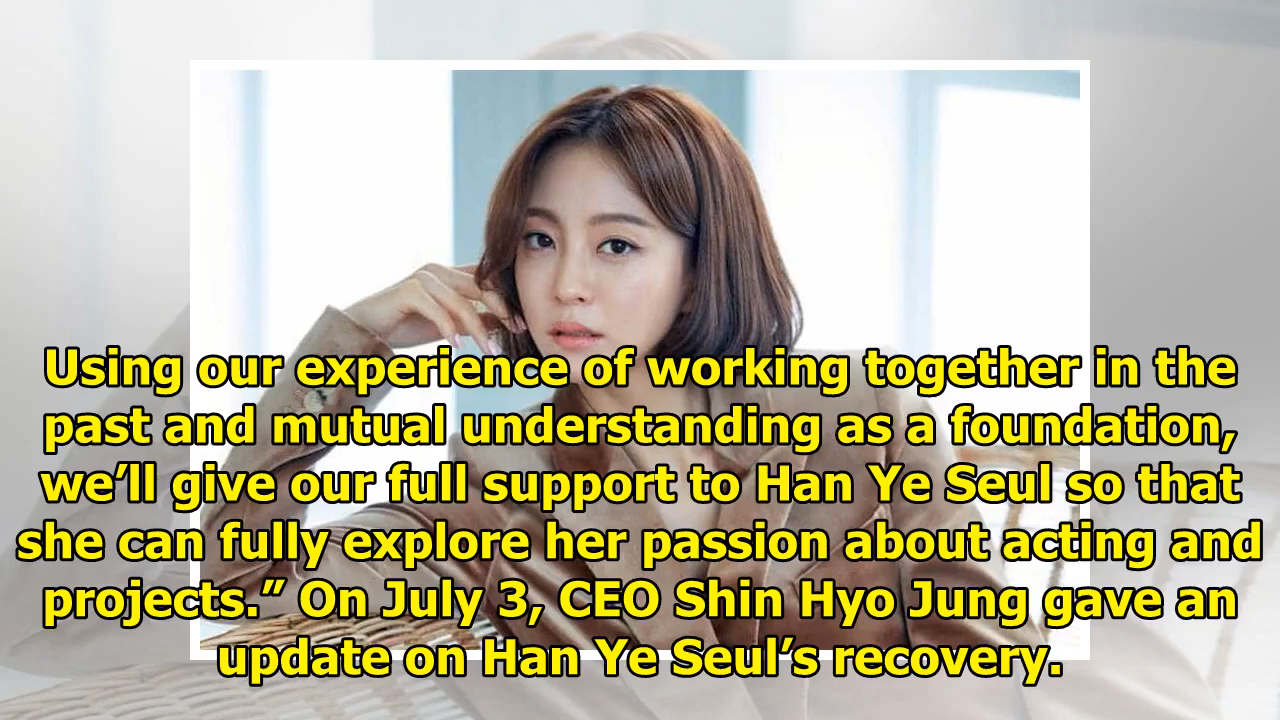 Using our experience of working together in the
past and mutual understanding as a foundation,
we’ll give our full support to Han Ye Seul so that
she can fully explore her passion about acting and
projects.” On July 3, CEO Shin Hyo Jung gave an
update on Han Ye Seul’s recovery.